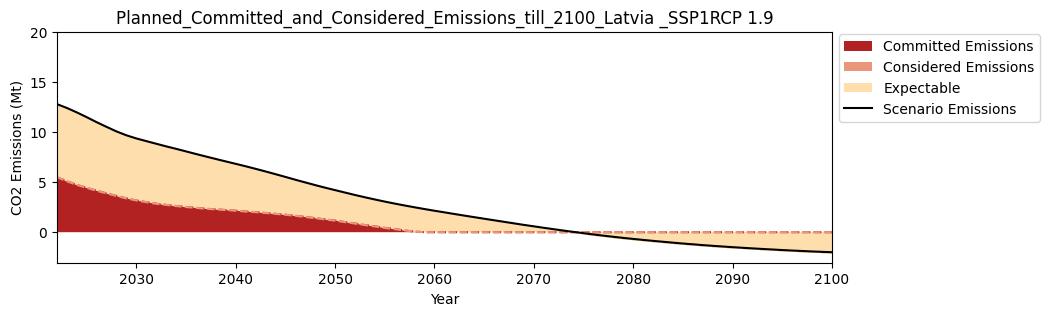 Planned_Committed_and_Considered_Emissions_till_2100_Latvia _SSP1RCP 1.9
20
15
10
5
0
CO2 Emissions (Mt)
2030 2040 2050 2060 2070 2080 2090 2100
Year
Committed Emissions
Considered Emissions
Expectable
Scenario Emissions